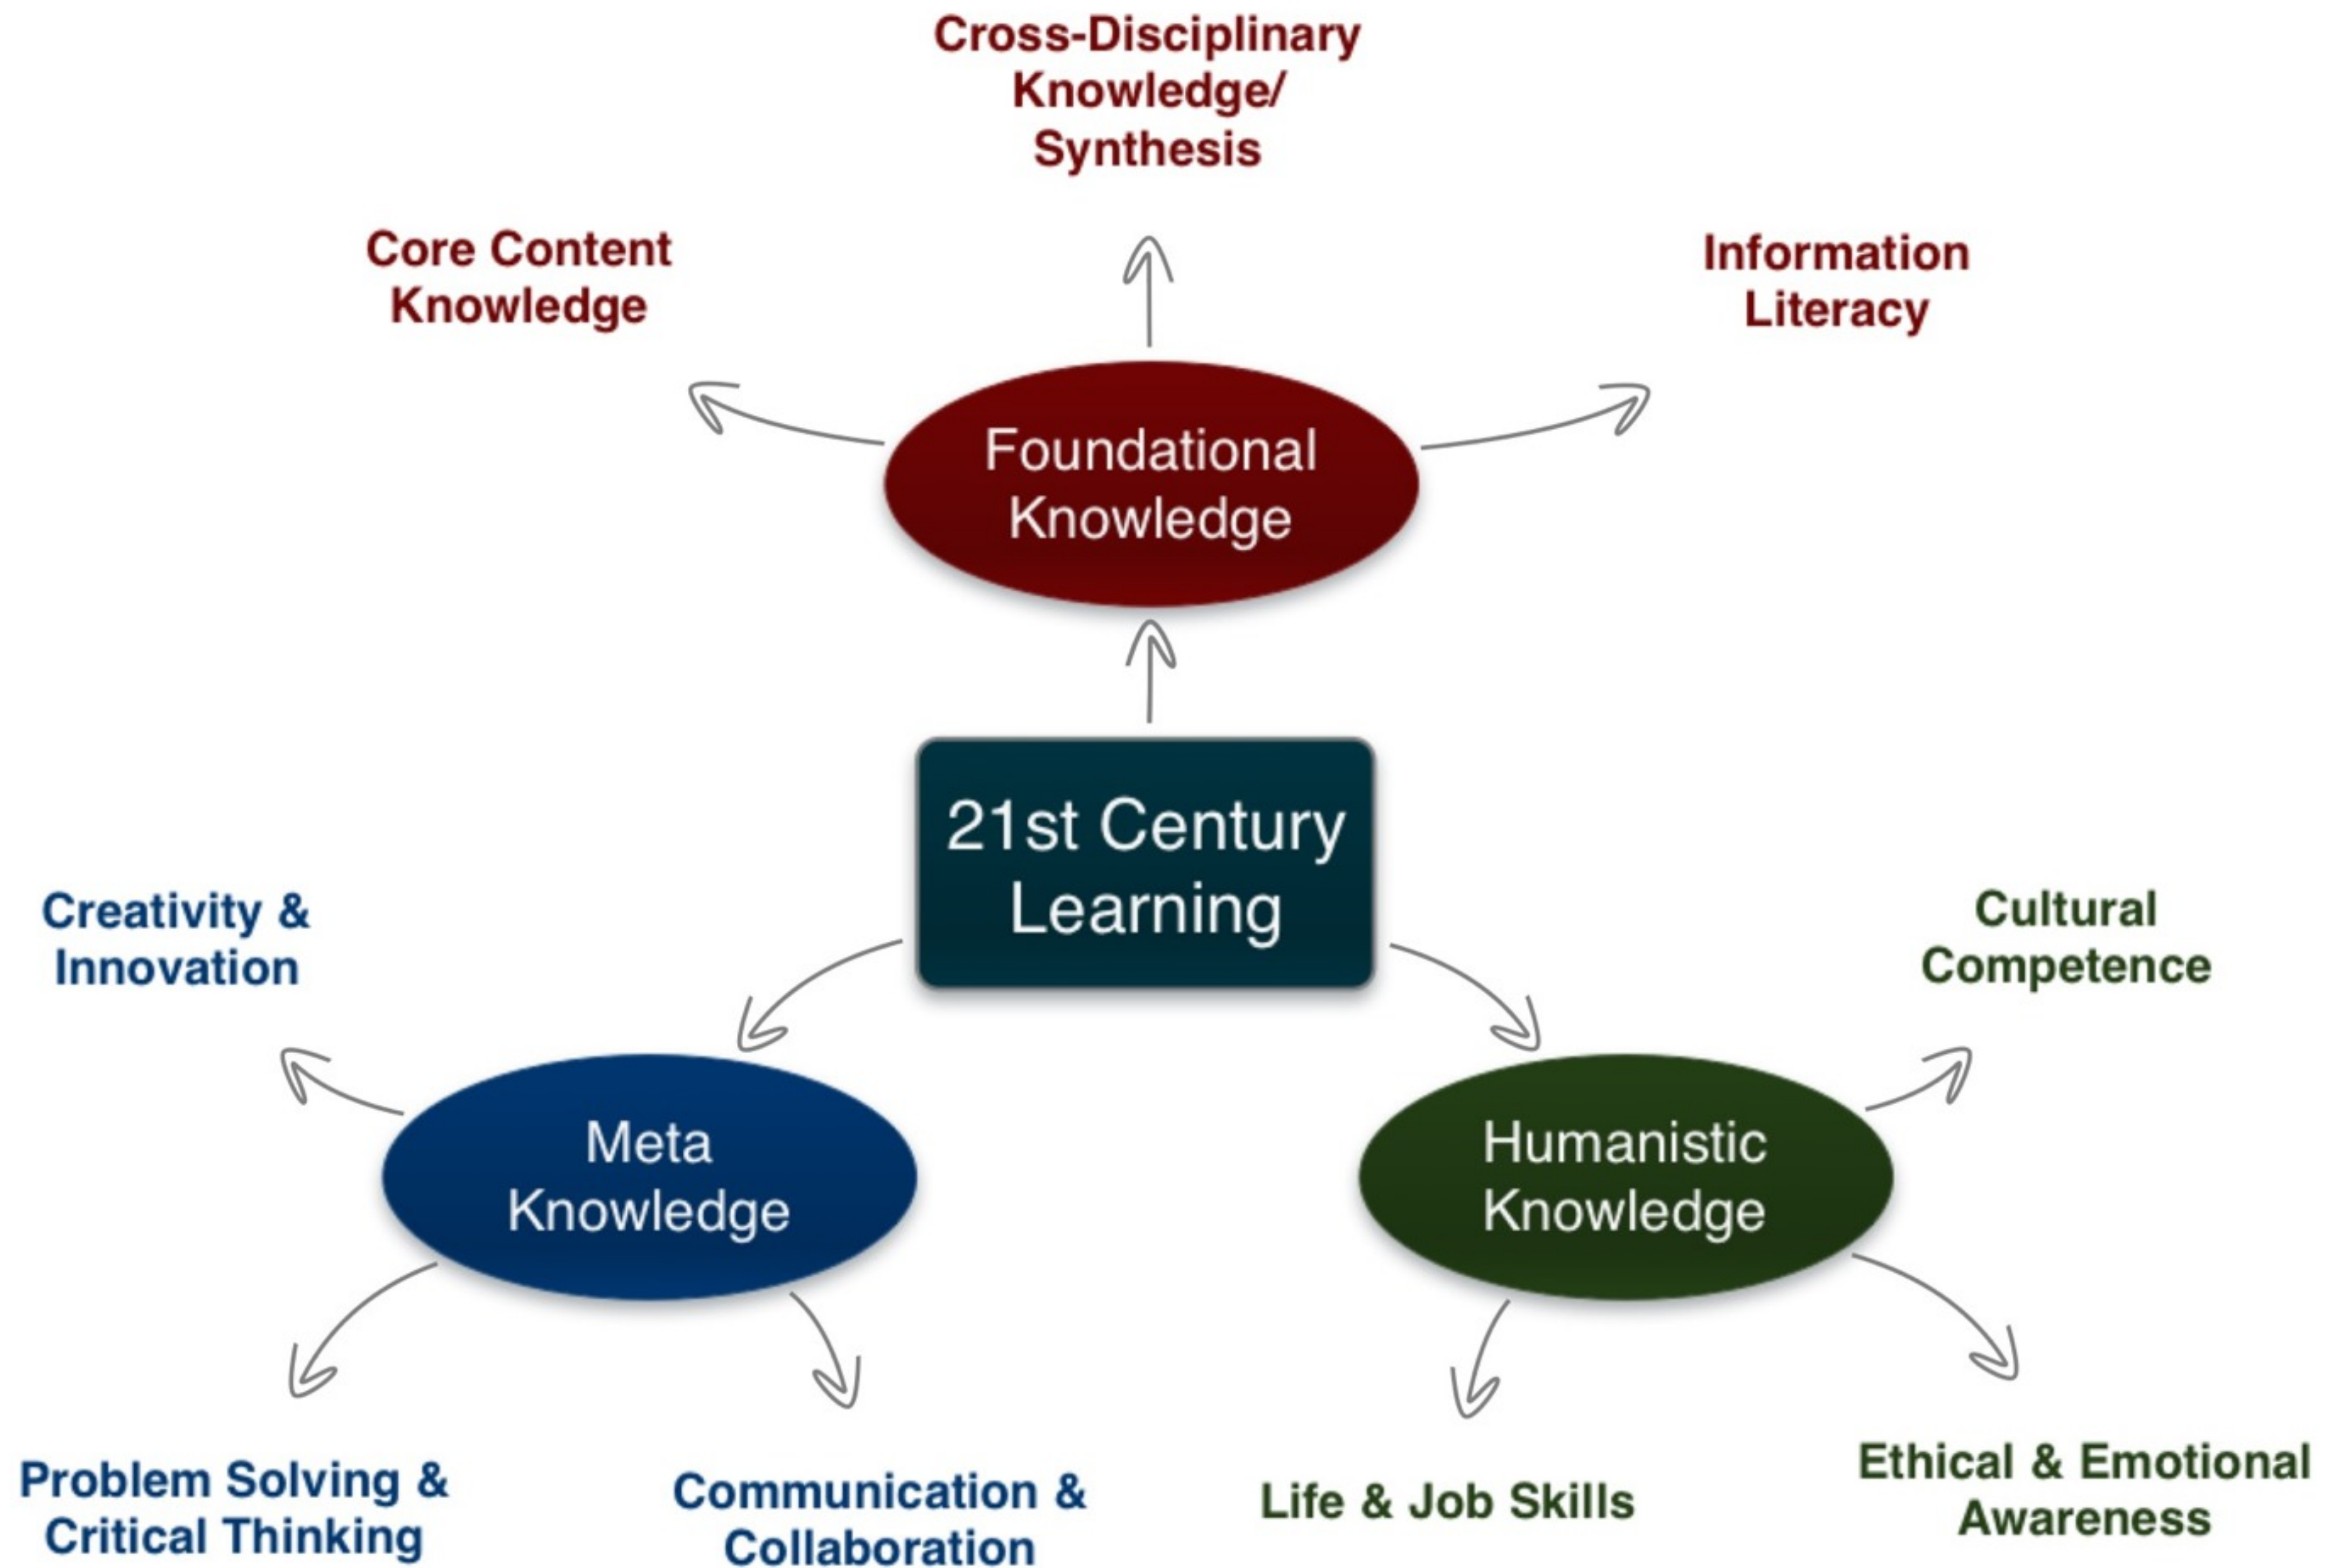 Cross-Disciplinary
Knowledge/
Synthesis
Core Content
Knowledge
Information
Literacy
Foundational
Knowledge
21st Century
Learning
Creativity &
Innovation
Cultural
Competence
Meta
Knowledge
Humanistic
Knowledge
Problem Solving &
Critical Thinking
Communication &
Collaboration
Life & Job Skills
Ethical & Emotional
Awareness